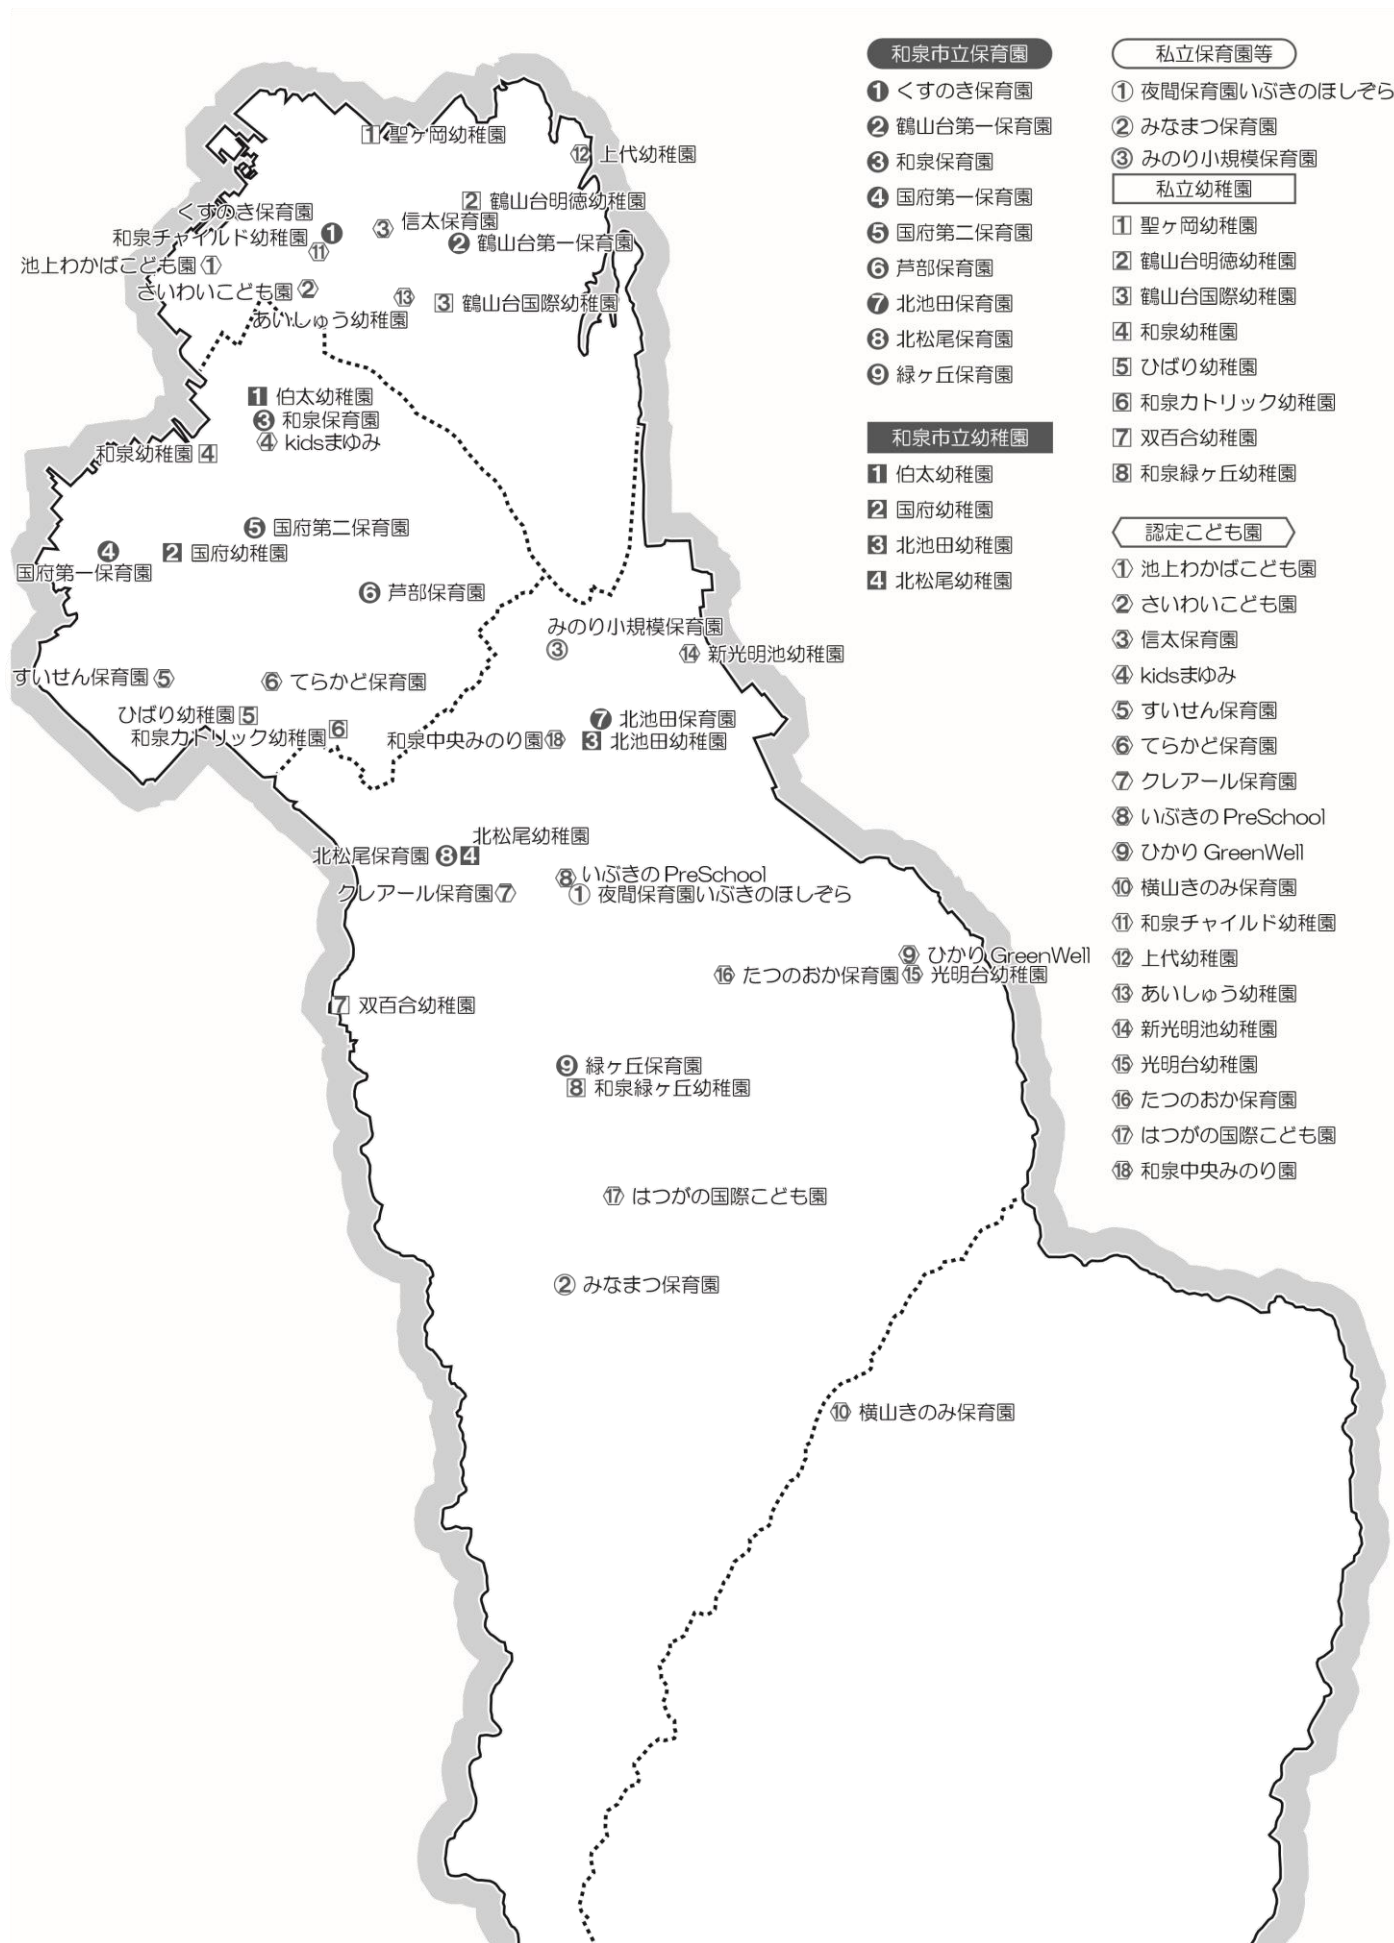 和泉市立保育園
❶ くすのき保育園
❷ 鶴山台第一保育園
❸ 和泉保育園
❹ 国府第一保育園
❺ 国府第二保育園
❻ 芦部保育園
❼ 北池田保育園
❽ 北松尾保育園
❾ 緑ヶ丘保育園
和泉市立幼稚園
1 伯太幼稚園
2 国府幼稚園
3 北池田幼稚園
4 北松尾幼稚園
私立保育園等
① 夜間保育園いぶきのほしぞら
② みなまつ保育園
③ みのり小規模保育園
私立幼稚園
1 聖ヶ岡幼稚園
2 鶴山台明徳幼稚園
3 鶴山台国際幼稚園
4 和泉幼稚園
5 ひばり幼稚園
6 和泉カトリック幼稚園
7 双百合幼稚園
8 和泉緑ヶ丘幼稚園
認定こども園
1 池上わかばこども園
2 さいわいこども園
3 信太保育園
4 kidsまゆみ
5 すいせん保育園
6 てらかど保育園
7 クレアール保育園
8 いぶきの PreSchool
9 ひかり GreenWell
10 横山きのみ保育園
11 和泉チャイルド幼稚園
12 上代幼稚園
13 あいしゅう幼稚園
14 新光明池幼稚園
15 光明台幼稚園
16 たつのおか保育園
17 はつがの国際こども園
18 和泉中央みのり園
1 聖ヶ岡幼稚園
12 上代幼稚園
2 鶴山台明徳幼稚園
くすのき保育園 ❶
3 信太保育園
和泉チャイルド幼稚園 11
❷ 鶴山台第一保育園
池上わかばこども園 1
さいわいこども園 2
13 あいしゅう幼稚園
3 鶴山台国際幼稚園
1 伯太幼稚園
❸ 和泉保育園
4 kidsまゆみ
和泉幼稚園 4
❺ 国府第二保育園
❹ 国府第一保育園
2 国府幼稚園
❻ 芦部保育園
みのり小規模保育園
③
14 新光明池幼稚園
すいせん保育園 5
6 てらかど保育園
ひばり幼稚園 5
和泉カトリック幼稚園 6
❼ 北池田保育園
和泉中央みのり園 18
3 北池田幼稚園
北松尾幼稚園
北松尾保育園 ❽ 4
8 いぶきの PreSchool
クレアール保育園 7
① 夜間保育園いぶきのほしぞら
9 ひかり GreenWell
16 たつのおか保育園
15 光明台幼稚園
7 双百合幼稚園
❾ 緑ヶ丘保育園
8 和泉緑ヶ丘幼稚園
17 はつがの国際こども園
② みなまつ保育園
10 横山きのみ保育園